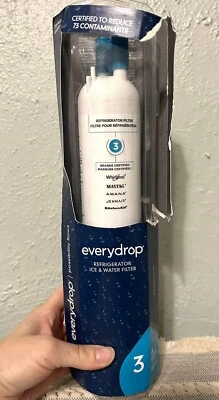 CERTIFIED TO REDUCE
73 CONTAMINANTS
REFRIGERATOR FILTER
FILTRE POUR RÉFRIGÉRATEUR
3
BRANDS CERTIFIED
MARQUES CERTIFIÉES
Whirlpool
MAYTAG
AMANA
JENNAIR
KitchenAid
everydrop
REFRIGERATOR
ICE & WATER FILTER
everydrop
3